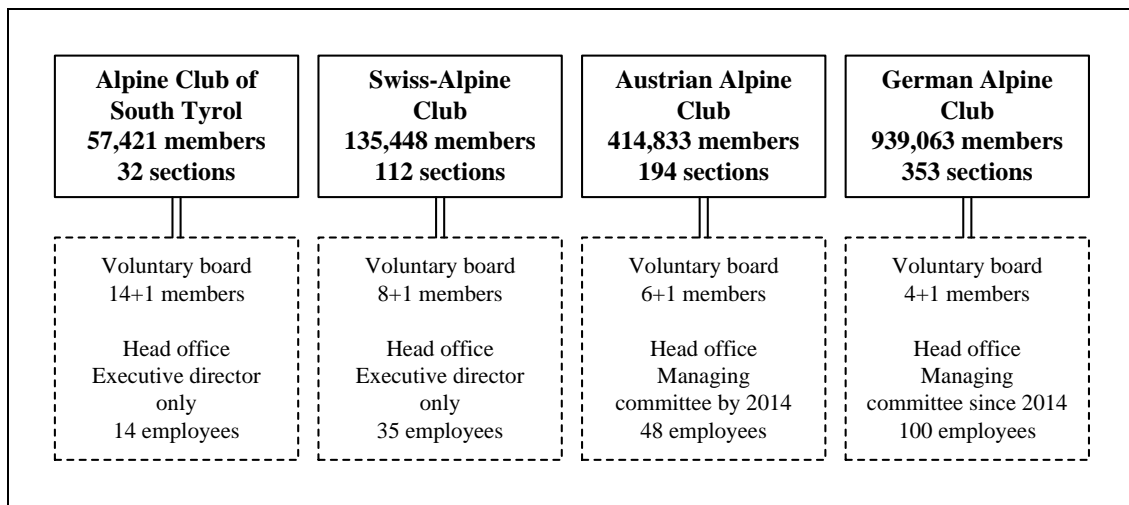 Alpine Club of
South Tyrol
57,421 members
32 sections
Swiss-Alpine
Club
135,448 members
112 sections
Austrian Alpine
Club
414,833 members
194 sections
German Alpine
Club
939,063 members
353 sections
Voluntary board
14+1 members
Head office
Executive director
only
14 employees
Voluntary board
8+1 members
Head office
Executive director
only
35 employees
Voluntary board
6+1 members
Head office
Managing
committee by 2014
48 employees
Voluntary board
4+1 members
Head office
Managing
committee since 2014
100 employees